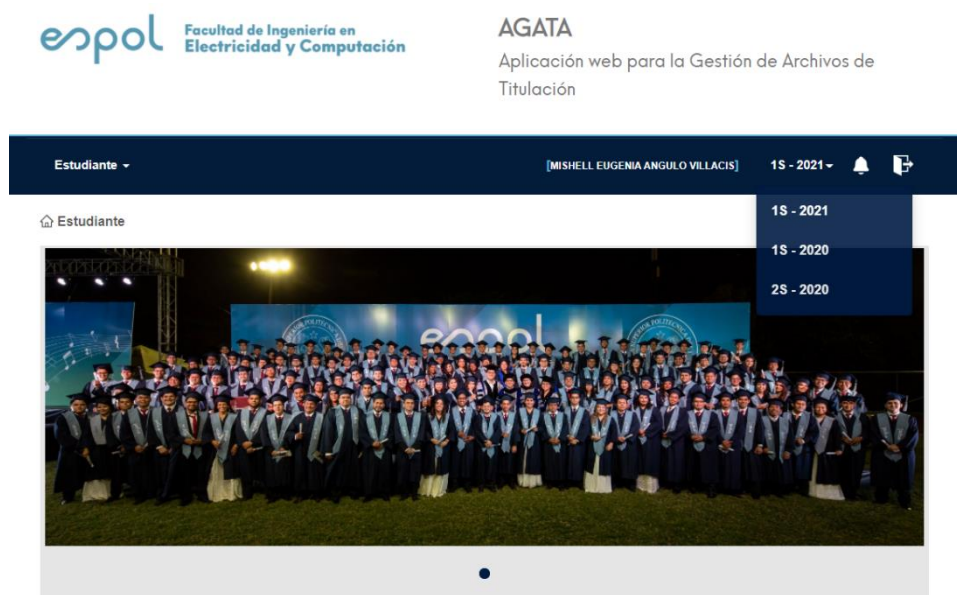 espol
Facultad de Ingeniería en
Electricidad y Computación
AGATA
Aplicación web para la Gestión de Archivos de
Titulación
Estudiante
[MISHELL EUGENIA ANGULO VILLACIS]
1S - 2021
1S - 2021
1S - 2020
2S - 2020
Estudiante
espol